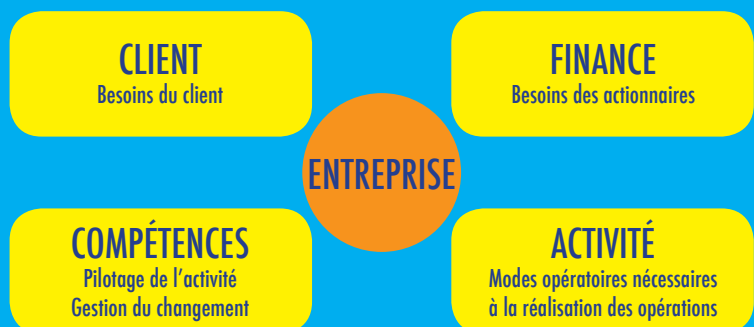 CLIENT
Besoins du client
FINANCE
Besoins des actionnaires
ENTREPRISE
COMPÉTENCES
Pilotage de l'activité
Gestion du changement
ACTIVITÉ
Modes opératoires nécessaires
à la réalisation des opérations